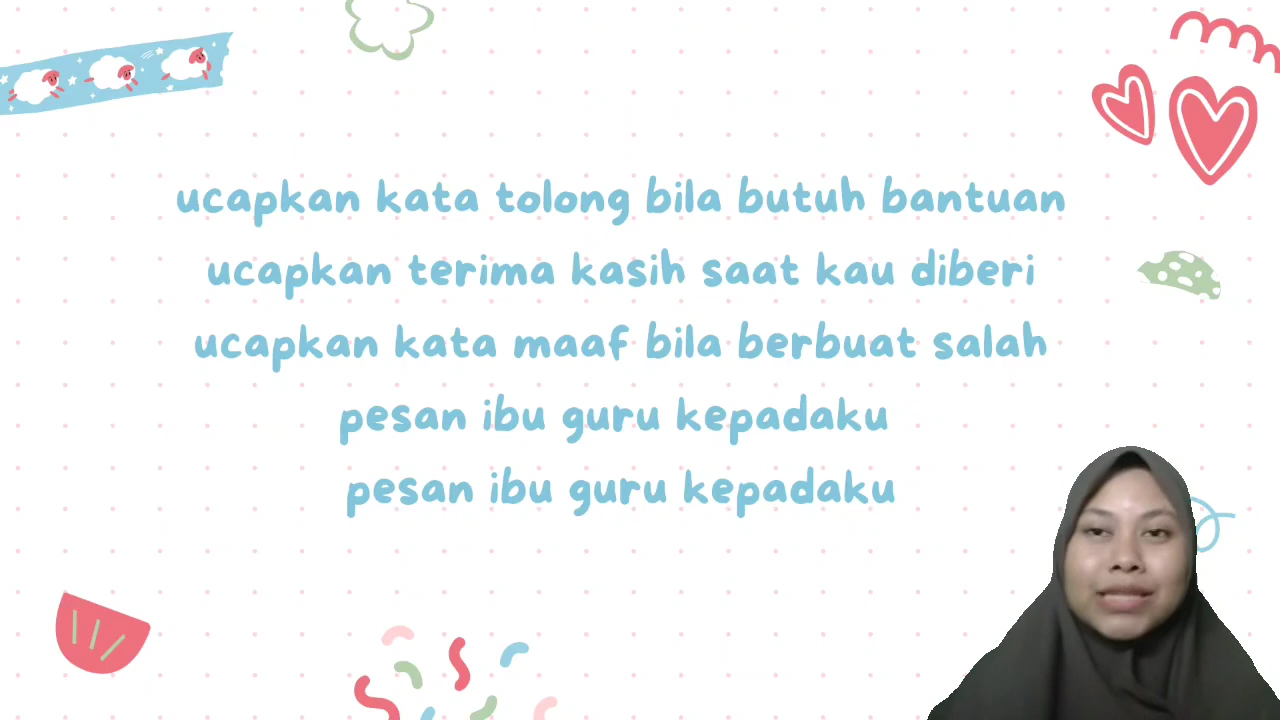 ucapkan kata tolong bila butuh bantuan
ucapkan terima kasih saat kau diberi
ucapkan kata maaf bila berbuat salah
pesan ibu guru kepadaku
pesan ibu guru kepadaku